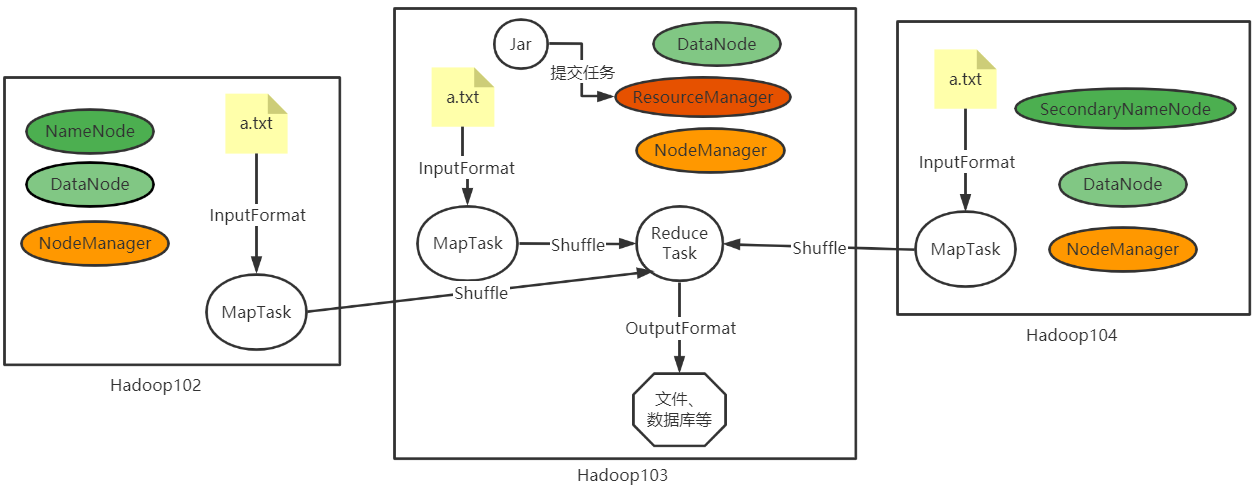 NameNode
DataNode
NodeManager
a.txt
InputFormat
MapTask
Hadoop102
Jar
提交任务
DataNode
ResourceManager
NodeManager
a.txt
InputFormat
MapTask
Shuffle
Shuffle
Reduce
Task
OutputFormat
文件、
数据库等
Hadoop103
a.txt
SecondaryNameNode
InputFormat
DataNode
MapTask
NodeManager
Shuffle
Hadoop104